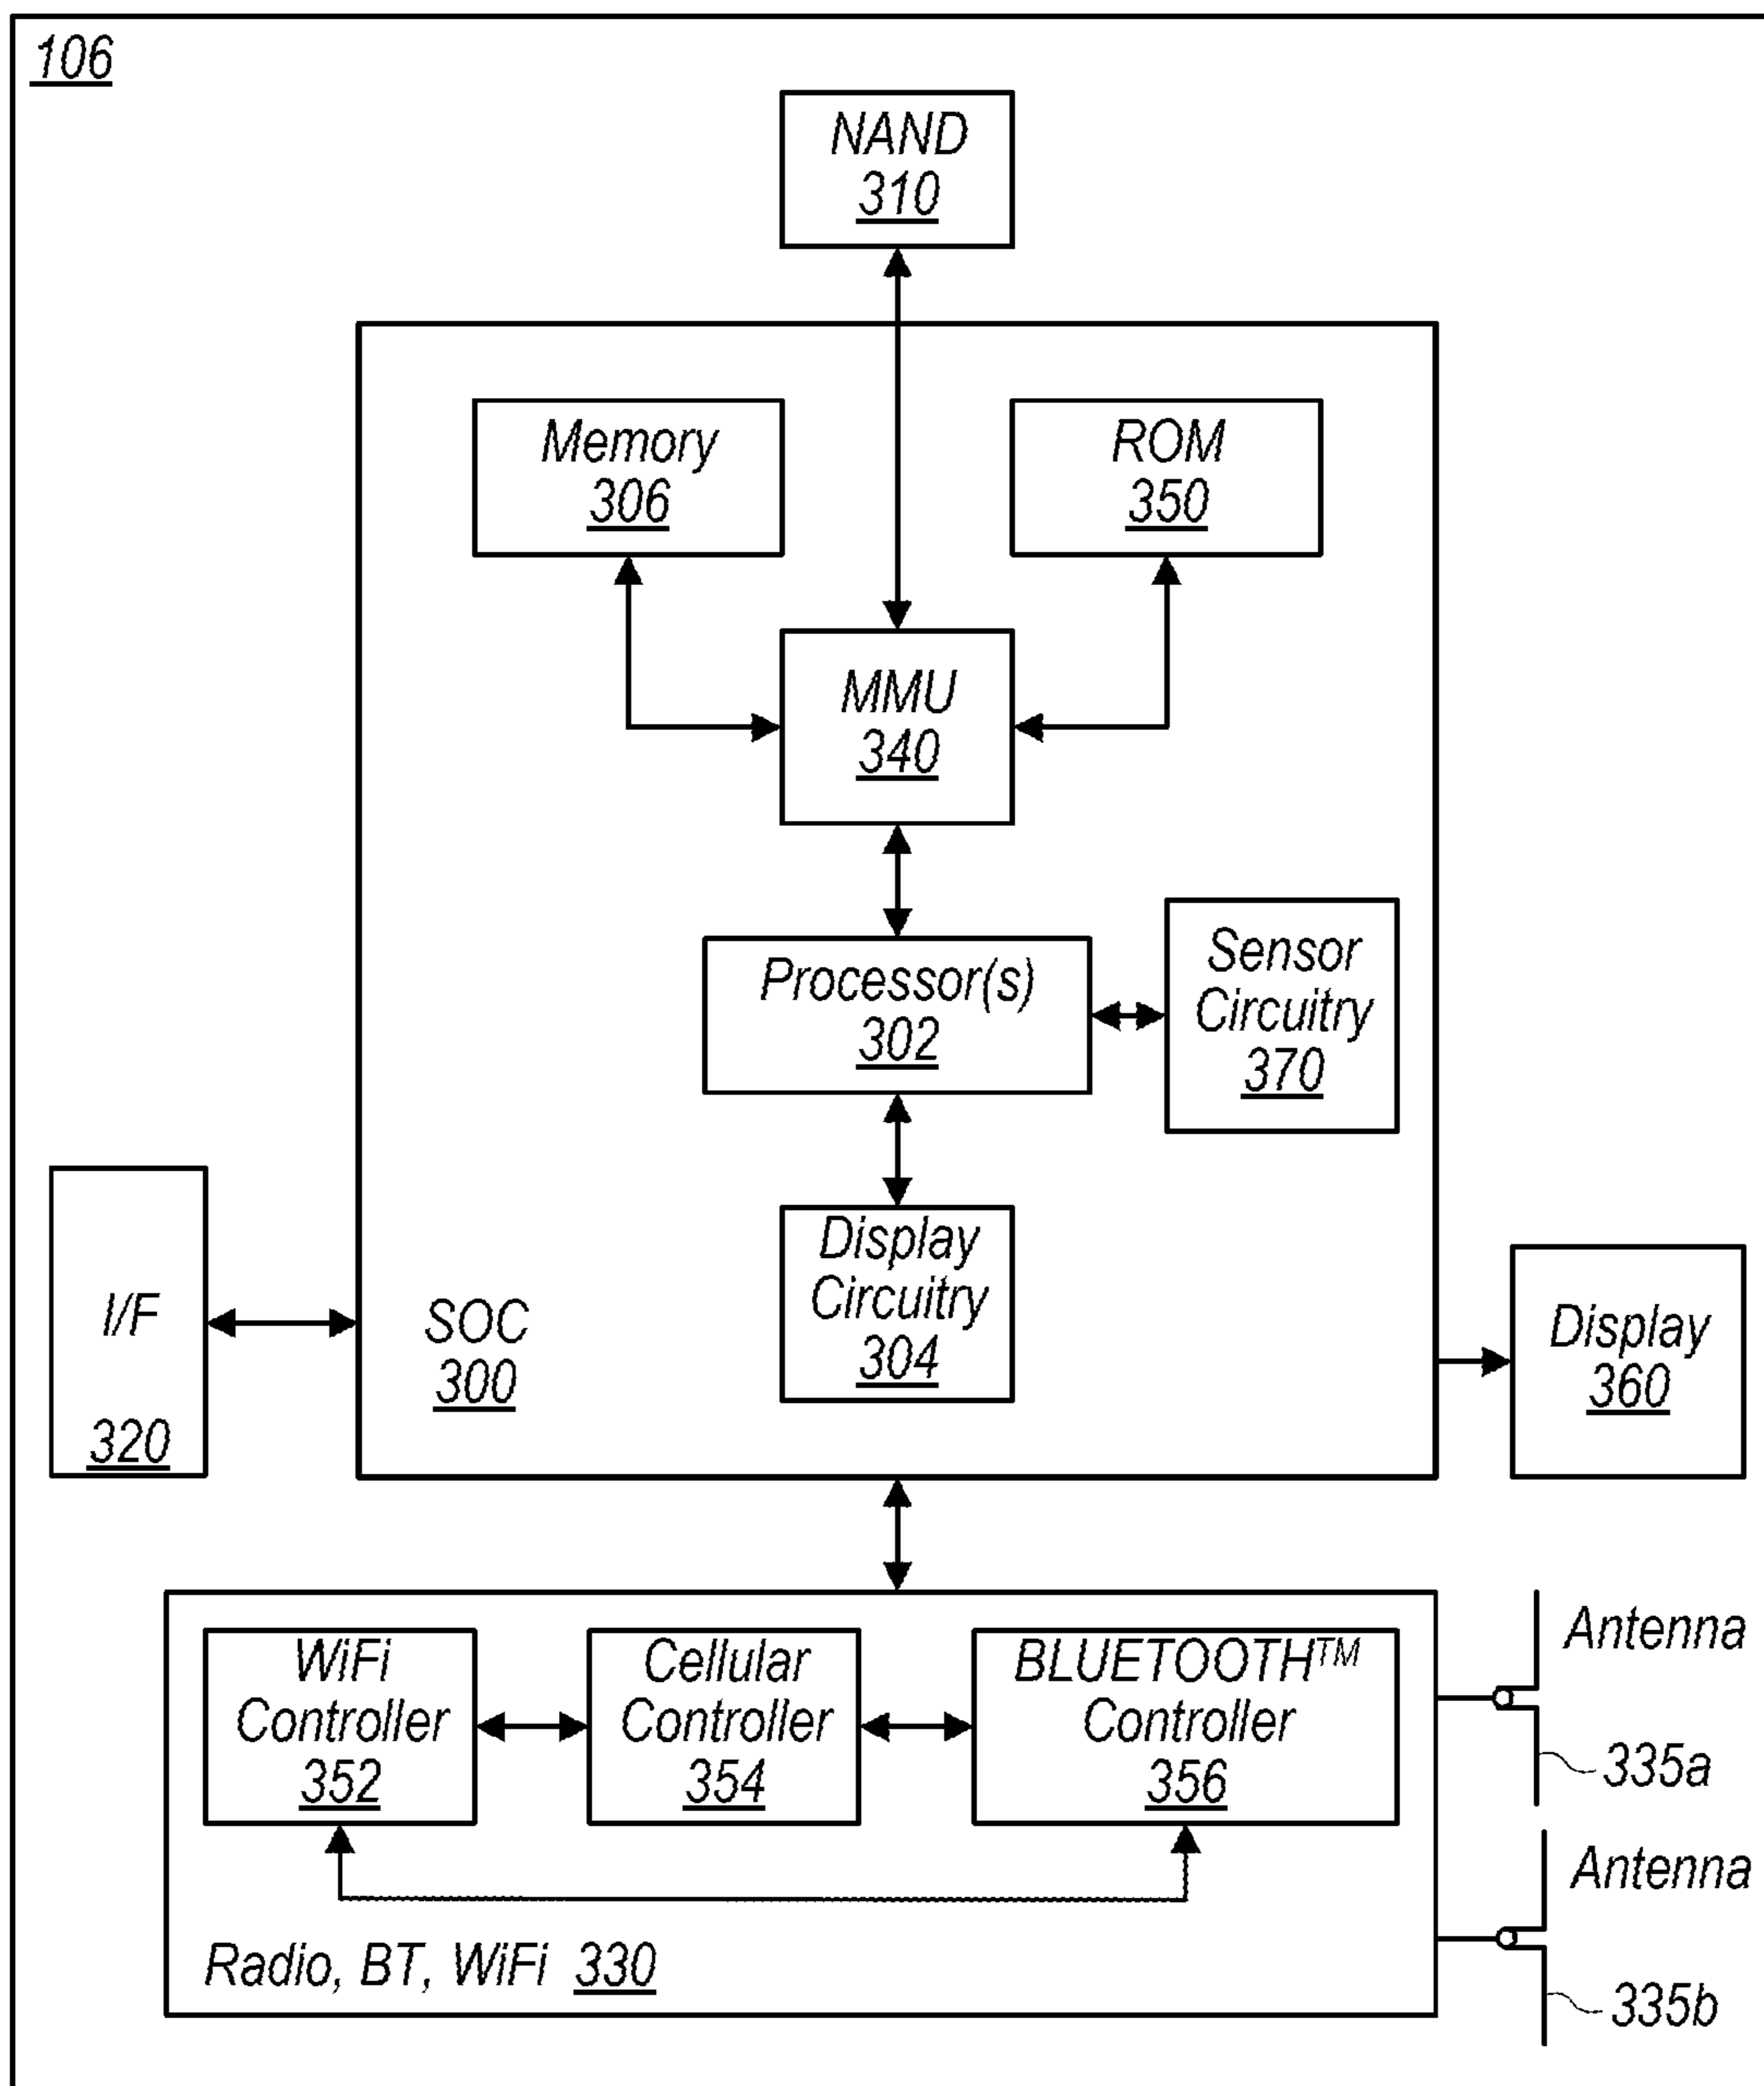 106
NAND
310
Memory
306
ROM
350
MMU
340
Processor(s)
302
Sensor
Circuitry
370
Display
Circuitry
304
SOC
300
I/F
320
Display
360
WiFi
Controller
352
Cellular
Controller
354
BLUETOOTH™
Controller
356
Radio, BT, WiFi 330
Antenna
335a
Antenna
335b